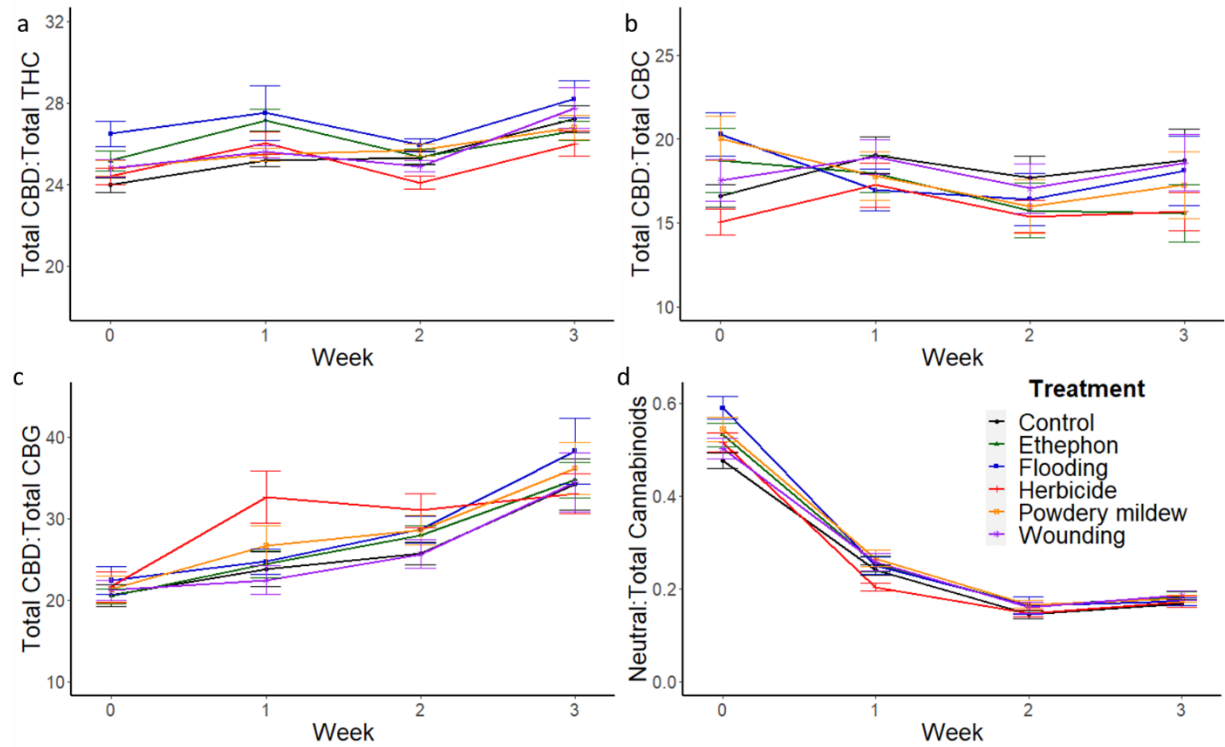 a
Total CBD:Total THC
32
28
24
20
0 1 2 3
Week
b
Total CBD:Total CBC
25
20
15
10
0 1 2 3
Week
c
Total CBD:Total CBG
40
30
20
10
0 1 2 3
Week
d
Neutral:Total Cannabinoids
0.6
0.4
0.2
0.0
0 1 2 3
Week
Treatment
Control
Ethephon
Flooding
Herbicide
Powdery mildew
Wounding